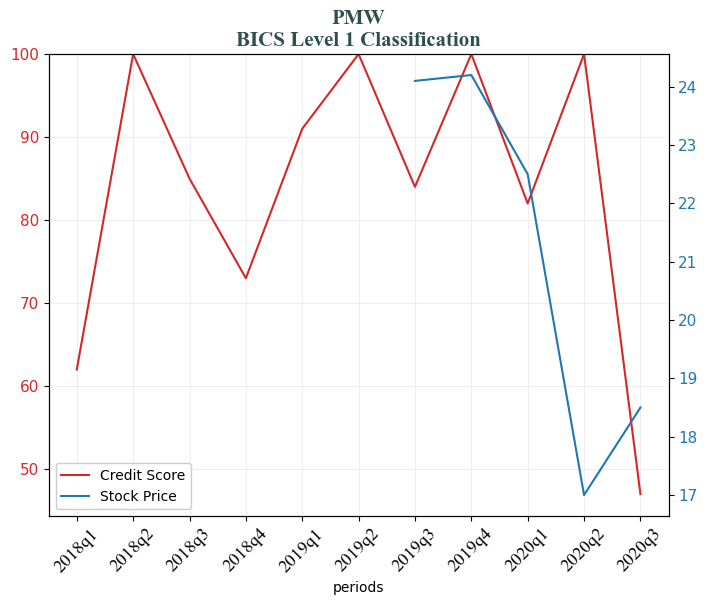 PMW
BICS Level 1 Classification
100
90
80
70
60
50
24
23
22
21
20
19
18
17
Credit Score
Stock Price
2018q1
2018q2
2018q3
2018q4
2019q1
2019q2
2019q3
2019q4
2020q1
2020q2
2020q3
periods